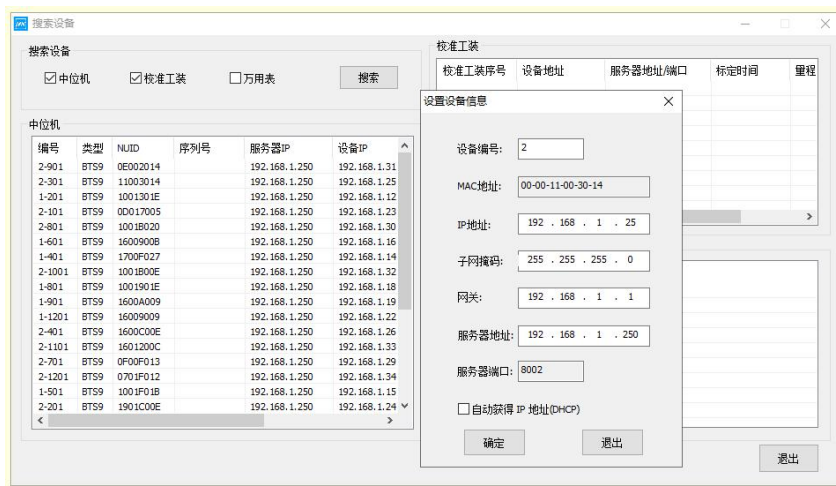 搜索设备
搜索设备
中位机
校准工装
万用表
搜索
中位机
编号 类型 NUID 序列号 服务器IP 设备IP
2-901 BTS9 0E002014 192.168.1.250 192.168.1.31
2-301 BTS9 11003014 192.168.1.250 192.168.1.25
1-201 BTS9 1001301E 192.168.1.250 192.168.1.12
2-101 BTS9 0D017005 192.168.1.250 192.168.1.23
2-801 BTS9 1001B020 192.168.1.250 192.168.1.30
1-601 BTS9 1600900B 192.168.1.250 192.168.1.16
1-401 BTS9 1700F027 192.168.1.250 192.168.1.14
2-1001 BTS9 1001B00E 192.168.1.250 192.168.1.32
1-801 BTS9 1001901E 192.168.1.250 192.168.1.18
1-901 BTS9 1600A009 192.168.1.250 192.168.1.19
1-1201 BTS9 16009009 192.168.1.250 192.168.1.22
2-401 BTS9 1600C00E 192.168.1.250 192.168.1.26
2-1101 BTS9 1601200C 192.168.1.250 192.168.1.33
2-701 BTS9 0F00F013 192.168.1.250 192.168.1.29
2-1201 BTS9 0701F012 192.168.1.250 192.168.1.34
1-501 BTS9 1001F01B 192.168.1.250 192.168.1.15
2-201 BTS9 1901C00E 192.168.1.250 192.168.1.24
校准工装
校准工装序号 设备地址 服务器地址/端口 标定时间 量程
设置设备信息
设备编号: 2
MAC地址: 00-00-11-00-30-14
IP地址: 192 . 168 . 1 . 25
子网掩码: 255 . 255 . 255 . 0
网关: 192 . 168 . 1 . 1
服务器地址: 192 . 168 . 1 . 250
服务器端口: 8002
自动获得 IP 地址(DHCP)
确定
退出
退出